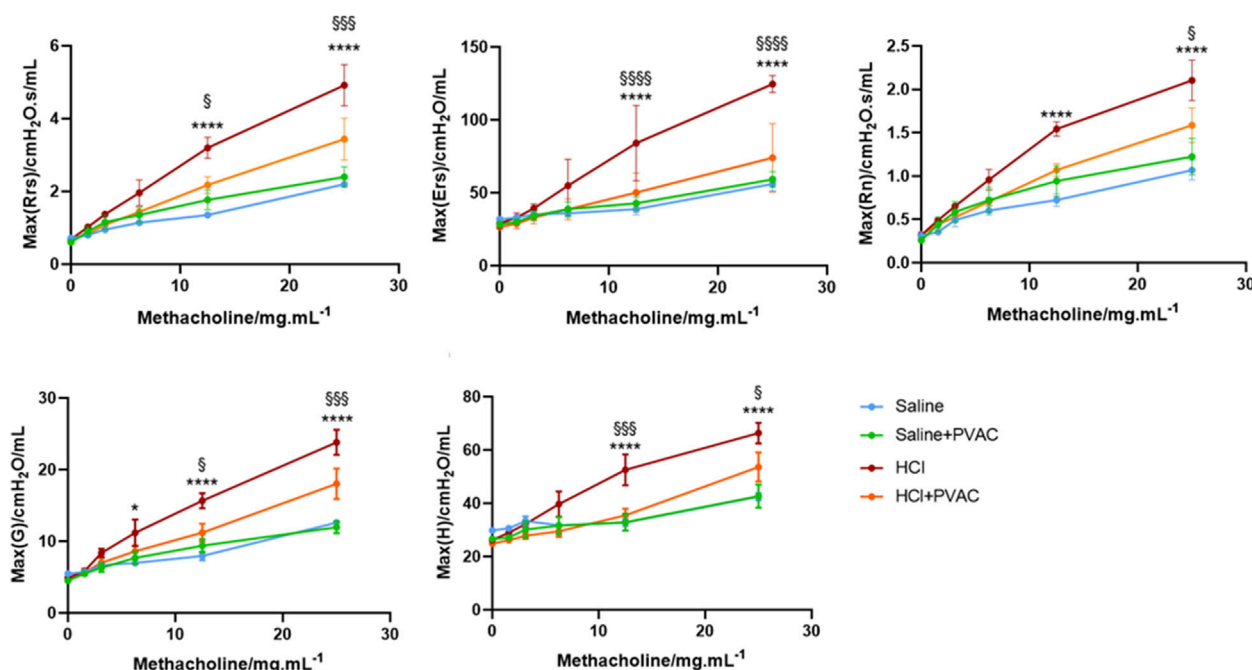 §§§
****
§
****
6
4
2
0
Max(Rrs)/cmH₂O.s/mL
0 10 20 30
Methacholine/mg.mL⁻¹
§§§§
****
§§§§
****
150
100
50
0
Max(Ers)/cmH₂O/mL
0 10 20 30
Methacholine/mg.mL⁻¹
§
****
****
2.5
2.0
1.5
1.0
0.5
0.0
Max(Rn)/cmH₂O.s/mL
0 10 20 30
Methacholine/mg.mL⁻¹
§§§
****
§
****
*
30
20
10
0
Max(G)/cmH₂O/mL
0 10 20 30
Methacholine/mg.mL⁻¹
§
****
§§§
****
80
60
40
20
0
Max(H)/cmH₂O/mL
0 10 20 30
Methacholine/mg.mL⁻¹
Saline
Saline+PVAC
HCl
HCl+PVAC